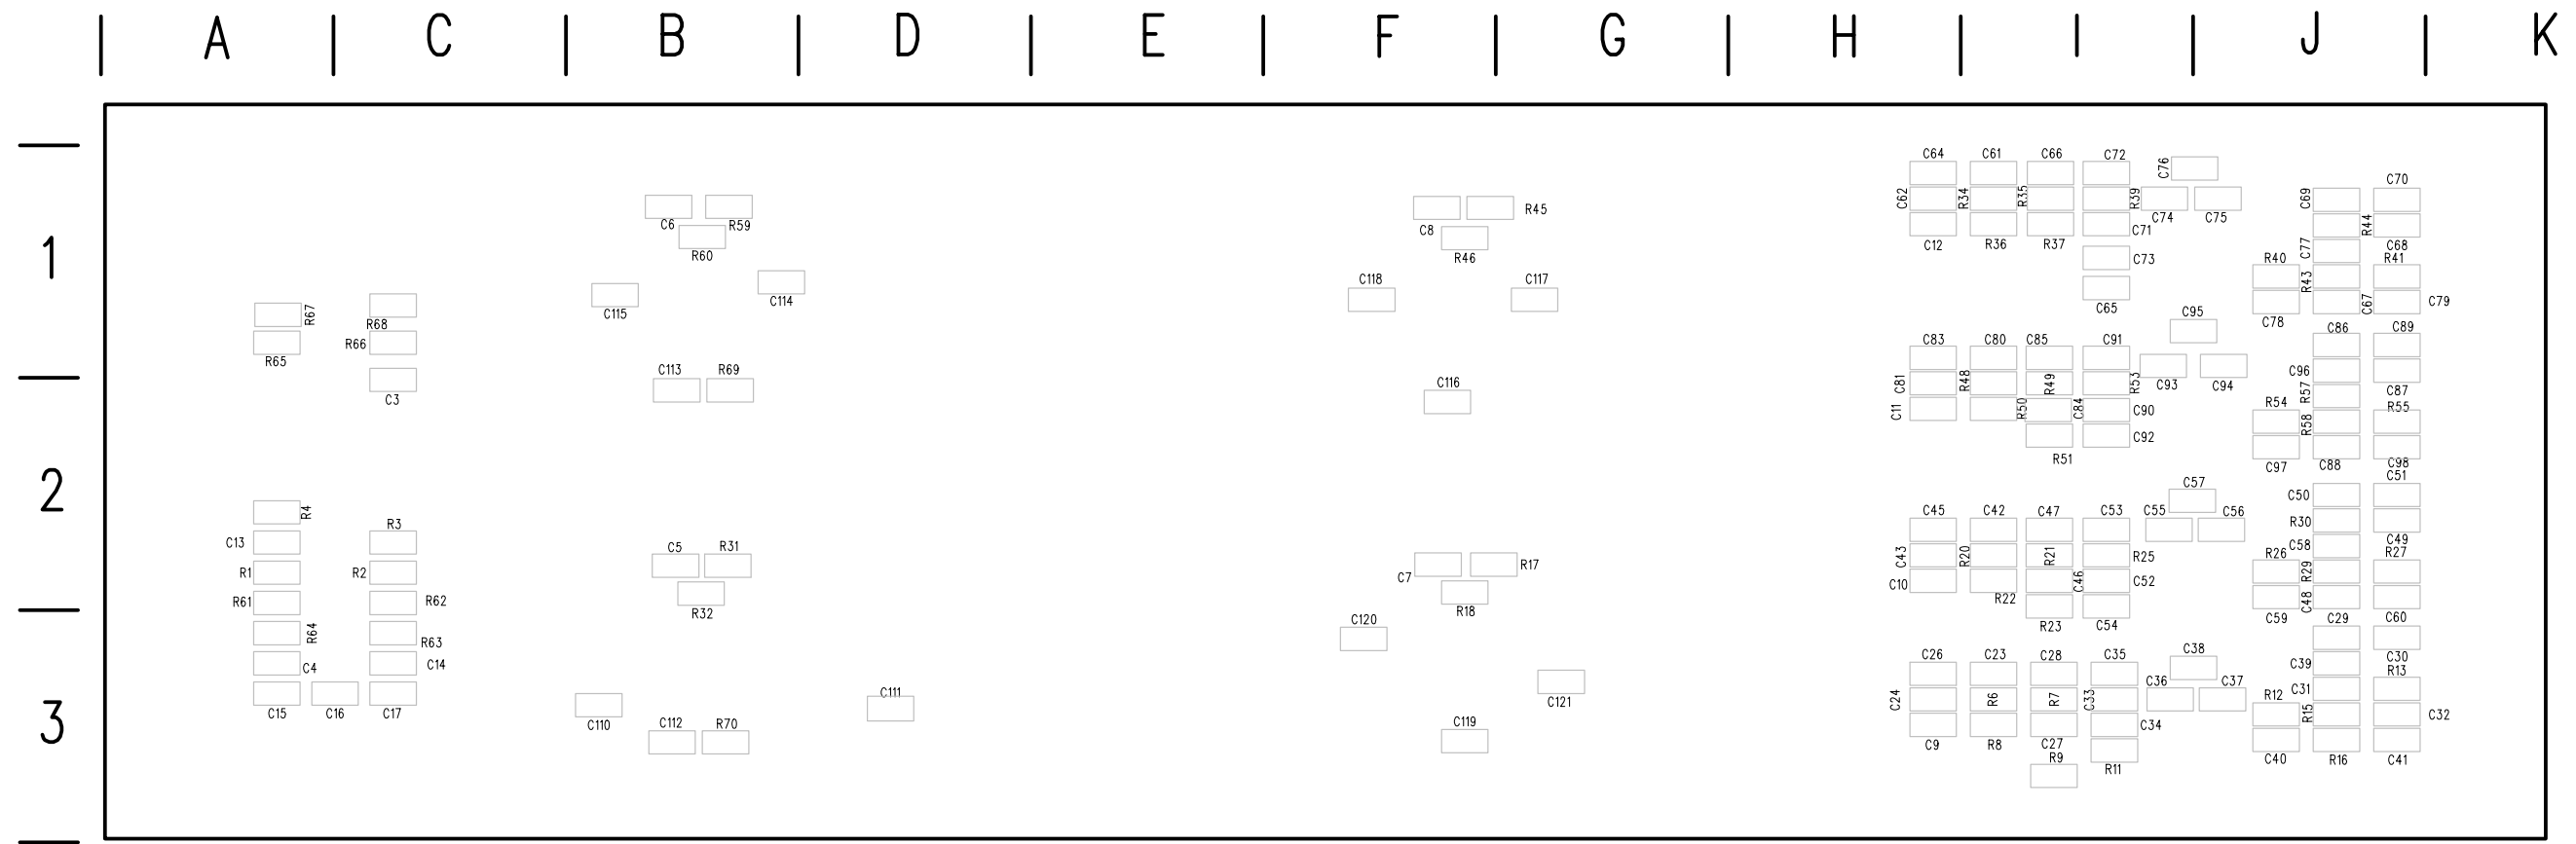 A C B D E F G H I J K
C64 C61 C66 C72 C76
C70
C62 R34 R35 R39 C69
C6 R59 C8 R45 C74 C75 R44
R60 R46 C12 R36 R37 C71 C77 C68
1
C73 R40 R41
C118 C117 R43
C115 C114 C65 C67 C79
R67 R68 C95 C78
R66 C86 C89
R65 C83 C80 C85 C91
C113 R69 C116 C81 R48 R49 R53 C93 C94 C96
C3 R57 C87
C11 R50 C84 C90 R54 R55
R58
C92
R51 C97 C88 C98
C51
2
R4 C57 C50
R3 C45 C42 C47 C53 C55 C56 R30
C13 C5 R31 C58 C49
C43 R20 R21 R25 R26 R27
R1 R2 C7 R17 C10 C46 C52 R29
R61 R62 R32 R18 R22 C48
C120 R23 C54 C59 C29 C60
R64 R63
C4 C14 C26 C23 C28 C35 C38 C39 C30
R13
C24 R6 R7 C33 C36 C37 R12 C31
C15 C16 C17 C110 C111 C121 R15 C32
3
C112 R70 C119 C34
C9 R8 C27
R9 R11 C40 R16 C41